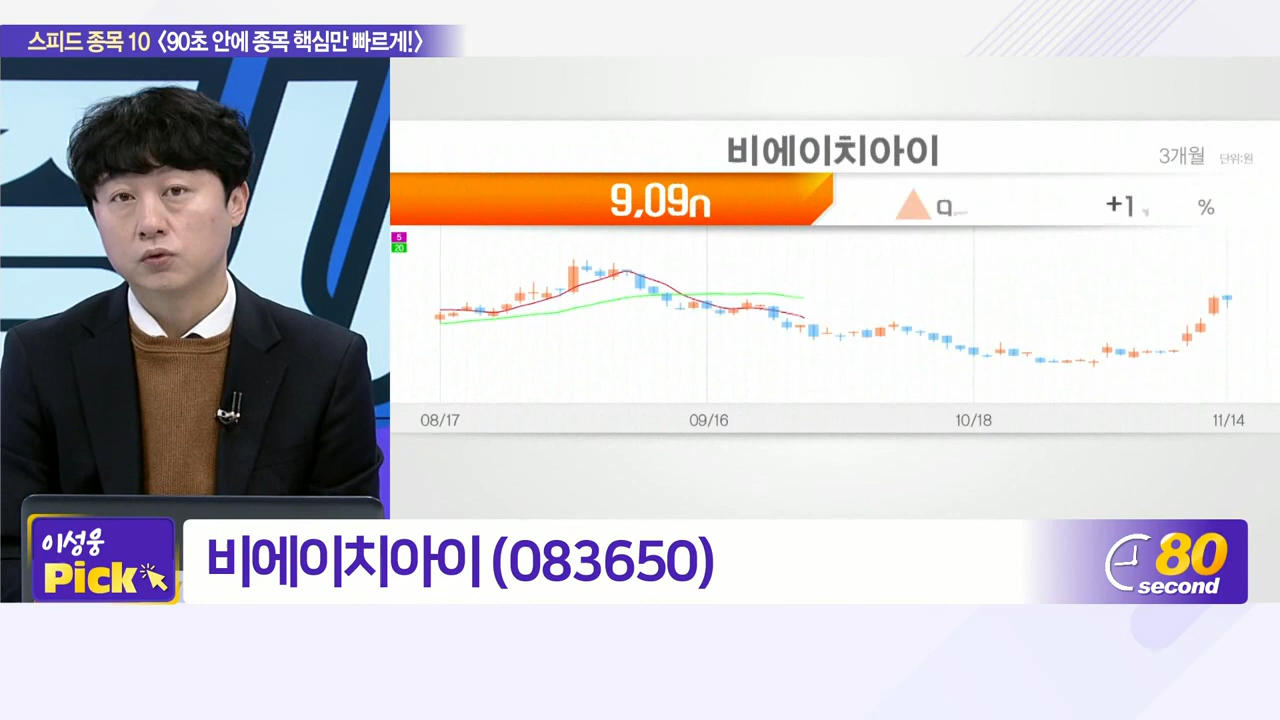 스피드 종목 10 〈90초 안에 종목 핵심만 빠르게!〉
비에이치아이
3개월 단위:원
%
5
20
08/17 09/16 10/18 11/14
이성웅
Pick
비에이치아이 (083650)
80
second